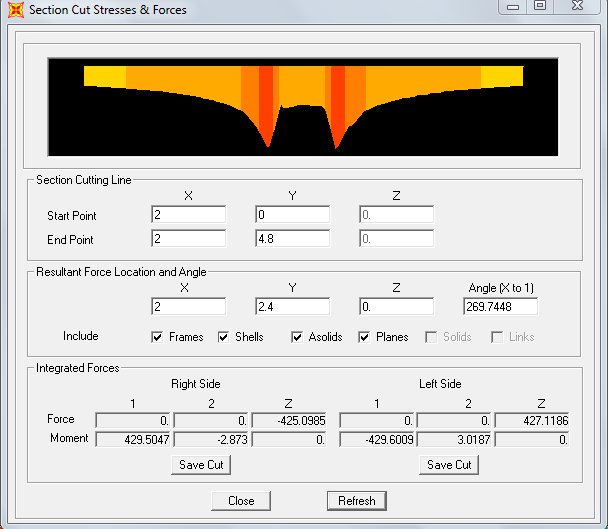 Section Cut Stresses & Forces
Section Cutting Line
X Y Z
Start Point 2 0 0.
End Point 2 4.8 0.
Resultant Force Location and Angle
X Y Z Angle (X to 1)
2 2.4 0. 269.7448
Include Frames Shells Asolids Planes Solids Links
Integrated Forces
Right Side Left Side
1 2 Z 1 2 Z
Force 0. 0. -425.0985 0. 0. 427.1186
Moment 429.5047 -2.873 0. -429.6009 3.0187 0.
Save Cut Save Cut
Close Refresh